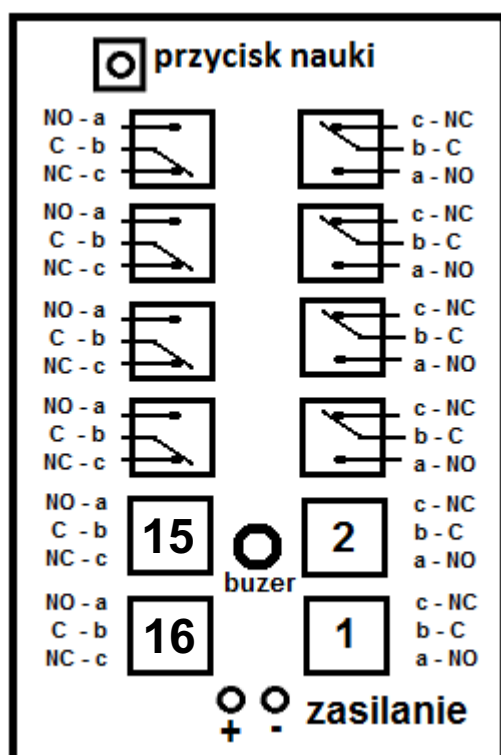 przycisk nauki
NO - a c - NC
C - b b - C
NC - c a - NO
NO - a c - NC
C - b b - C
NC - c a - NO
NO - a c - NC
C - b b - C
NC - c a - NO
NO - a c - NC
C - b b - C
NC - c a - NO
NO - a c - NC
C - b 15 2 b - C
NC - c a - NO
buzer
NO - a c - NC
C - b 16 1 b - C
NC - c a - NO
+ - zasilanie